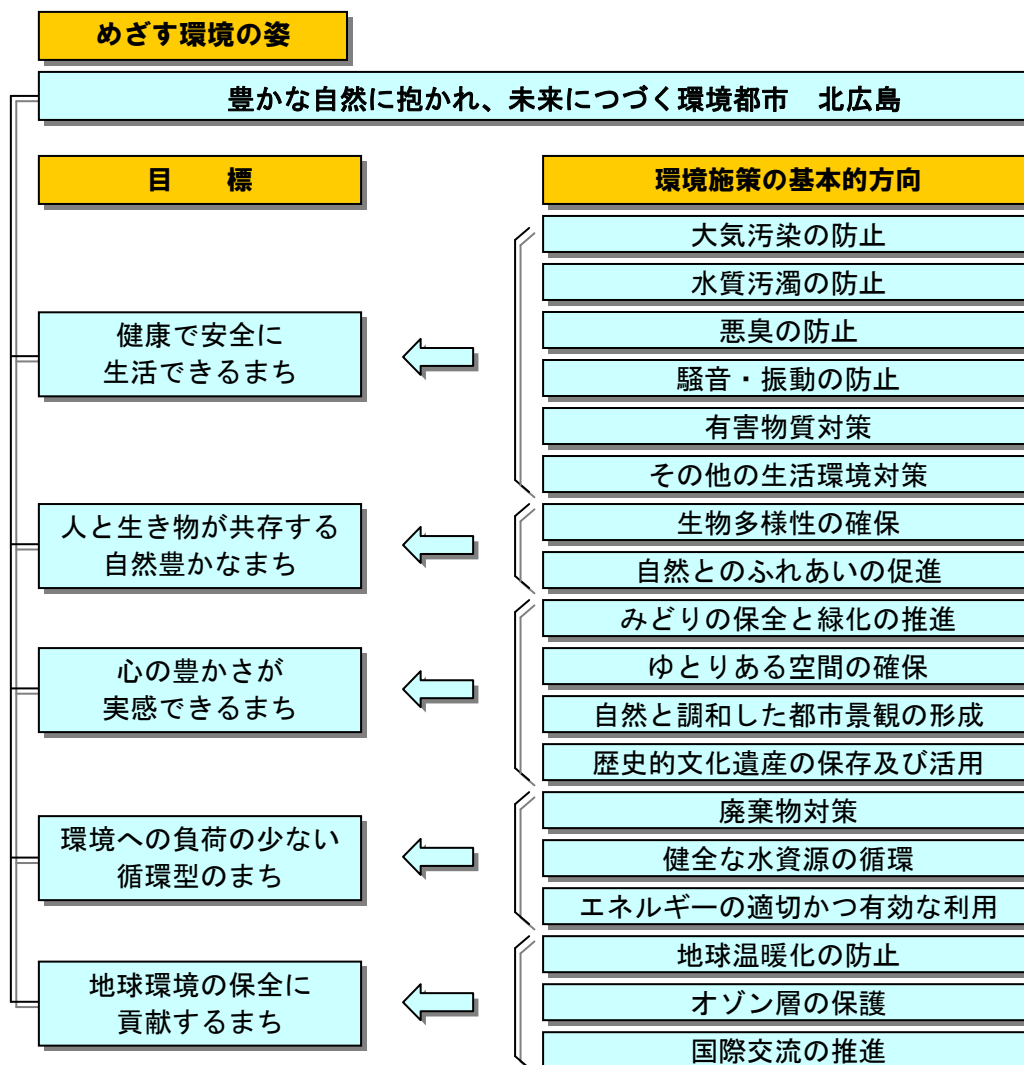 めざす環境の姿
豊かな自然に抱かれ、未来につづく環境都市　北広島
目　標
環境施策の基本的方向
健康で安全に
生活できるまち
大気汚染の防止
水質汚濁の防止
悪臭の防止
騒音・振動の防止
有害物質対策
その他の生活環境対策
人と生き物が共存する
自然豊かなまち
生物多様性の確保
自然とのふれあいの促進
心の豊かさが
実感できるまち
みどりの保全と緑化の推進
ゆとりある空間の確保
自然と調和した都市景観の形成
歴史的文化遺産の保存及び活用
環境への負荷の少ない
循環型のまち
廃棄物対策
健全な水資源の循環
エネルギーの適切かつ有効な利用
地球環境の保全に
貢献するまち
地球温暖化の防止
オゾン層の保護
国際交流の推進